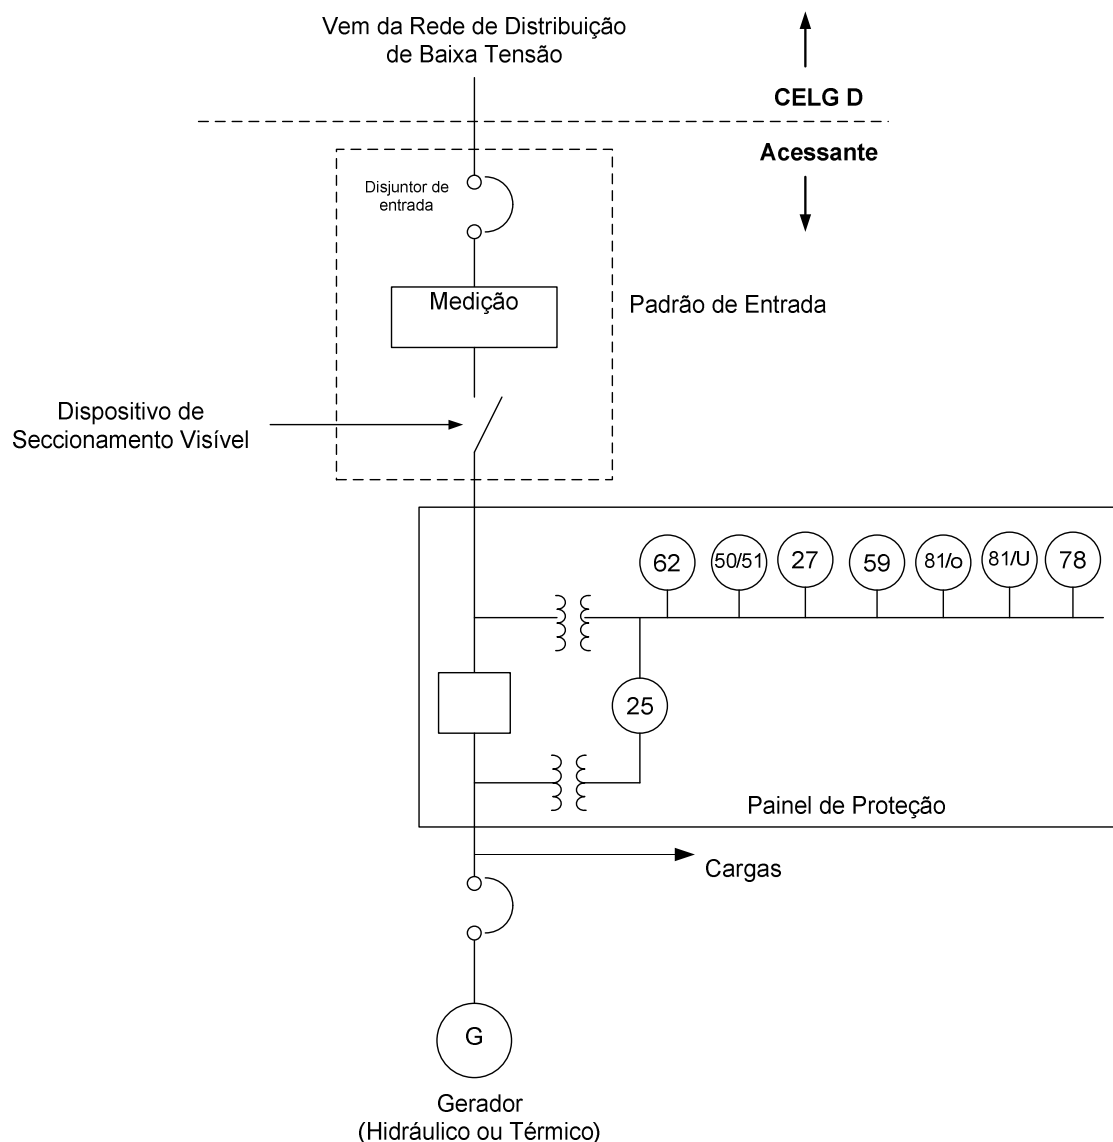 Vem da Rede de Distribuição
de Baixa Tensão
CELG D
Acessante
Disjuntor de
entrada
Medição
Padrão de Entrada
Dispositivo de
Seccionamento Visível
62
50/51
27
59
81/o
81/U
78
25
Painel de Proteção
Cargas
G
Gerador
(Hidráulico ou Térmico)